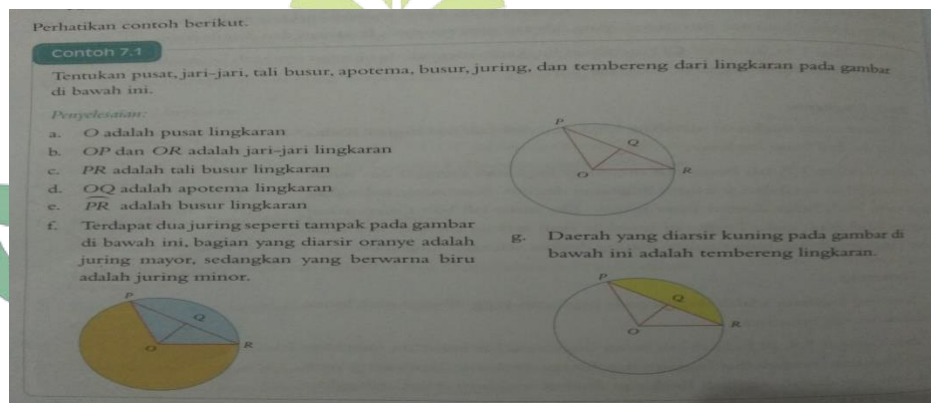 Perhatikan contoh berikut.
Contoh 7.1
Tentukan pusat, jari-jari, tali busur, apotema, busur, juring, dan tembereng dari lingkaran pada gambar
di bawah ini.
Penyelesaian:
a. O adalah pusat lingkaran
b. OP dan OR adalah jari-jari lingkaran
c. PR adalah tali busur lingkaran
d. OQ adalah apotema lingkaran
e. P͡R adalah busur lingkaran
f. Terdapat dua juring seperti tampak pada gambar
di bawah ini, bagian yang diarsir oranye adalah
juring mayor, sedangkan yang berwarna biru
adalah juring minor.
P
Q
O
R
P
Q
O
R
g. Daerah yang diarsir kuning pada gambar di
bawah ini adalah tembereng lingkaran.
P
Q
O
R